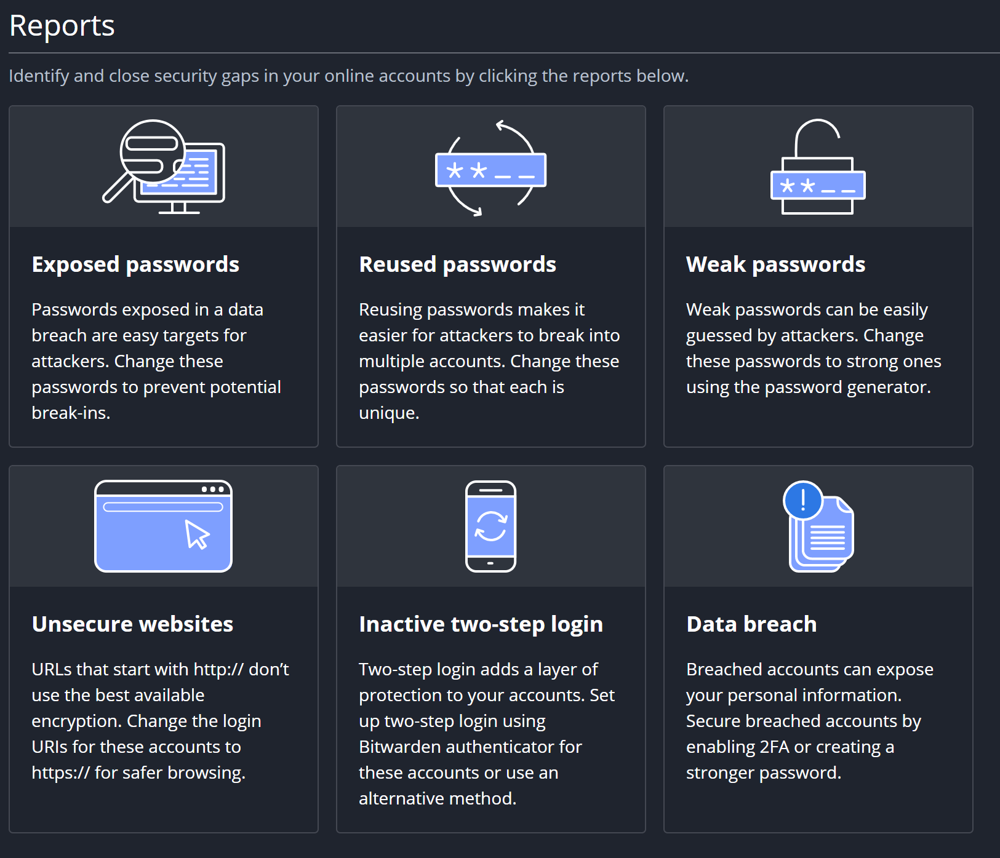 Reports
Identify and close security gaps in your online accounts by clicking the reports below.
* * _ _
* * _ _
Exposed passwords
Passwords exposed in a data
breach are easy targets for
attackers. Change these
passwords to prevent potential
break-ins.
Reused passwords
Reusing passwords makes it
easier for attackers to break into
multiple accounts. Change these
passwords so that each is
unique.
Weak passwords
Weak passwords can be easily
guessed by attackers. Change
these passwords to strong ones
using the password generator.
!
Unsecure websites
URLs that start with http:// don’t
use the best available
encryption. Change the login
URIs for these accounts to
https:// for safer browsing.
Inactive two-step login
Two-step login adds a layer of
protection to your accounts. Set
up two-step login using
Bitwarden authenticator for
these accounts or use an
alternative method.
Data breach
Breached accounts can expose
your personal information.
Secure breached accounts by
enabling 2FA or creating a
stronger password.